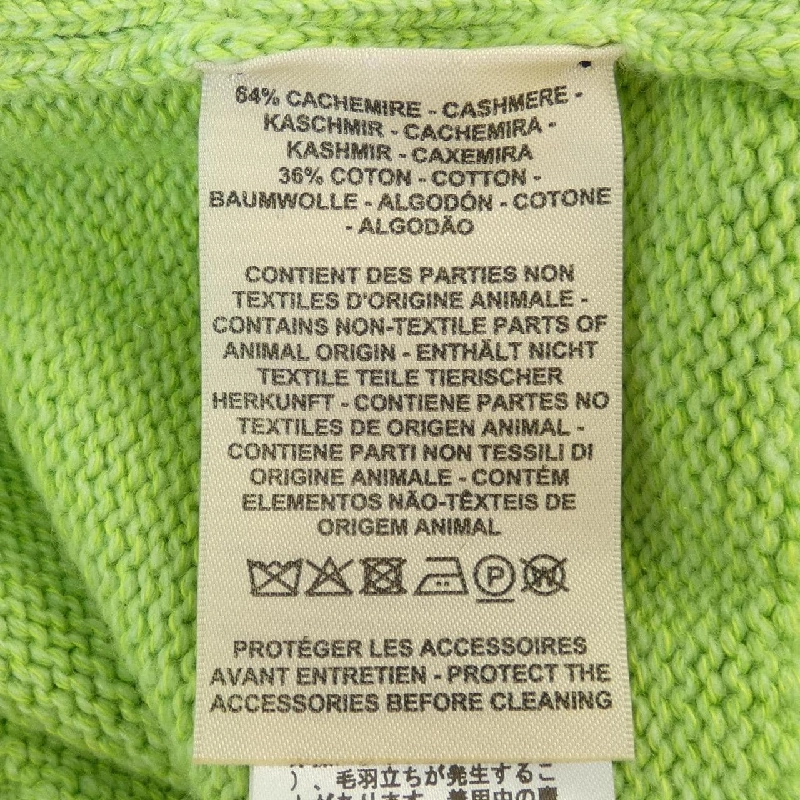 64% CACHEMIRE - CASHMERE -
KASCHMIR - CACHEMIRA -
KASHMIR - CAXEMIRA
36% COTON - COTTON -
BAUMWOLLE - ALGODÓN - COTONE
- ALGODÃO
CONTIENT DES PARTIES NON
TEXTILES D'ORIGINE ANIMALE -
CONTAINS NON-TEXTILE PARTS OF
ANIMAL ORIGIN - ENTHÄLT NICHT
TEXTILE TEILE TIERISCHER
HERKUNFT - CONTIENE PARTES NO
TEXTILES DE ORIGEN ANIMAL -
CONTIENE PARTI NON TESSILI DI
ORIGINE ANIMALE - CONTÉM
ELEMENTOS NÃO-TÊXTEIS DE
ORIGEM ANIMAL
P W
PROTÉGER LES ACCESSOIRES
AVANT ENTRETIEN - PROTECT THE
ACCESSORIES BEFORE CLEANING
)、毛羽立ちが発生するこ